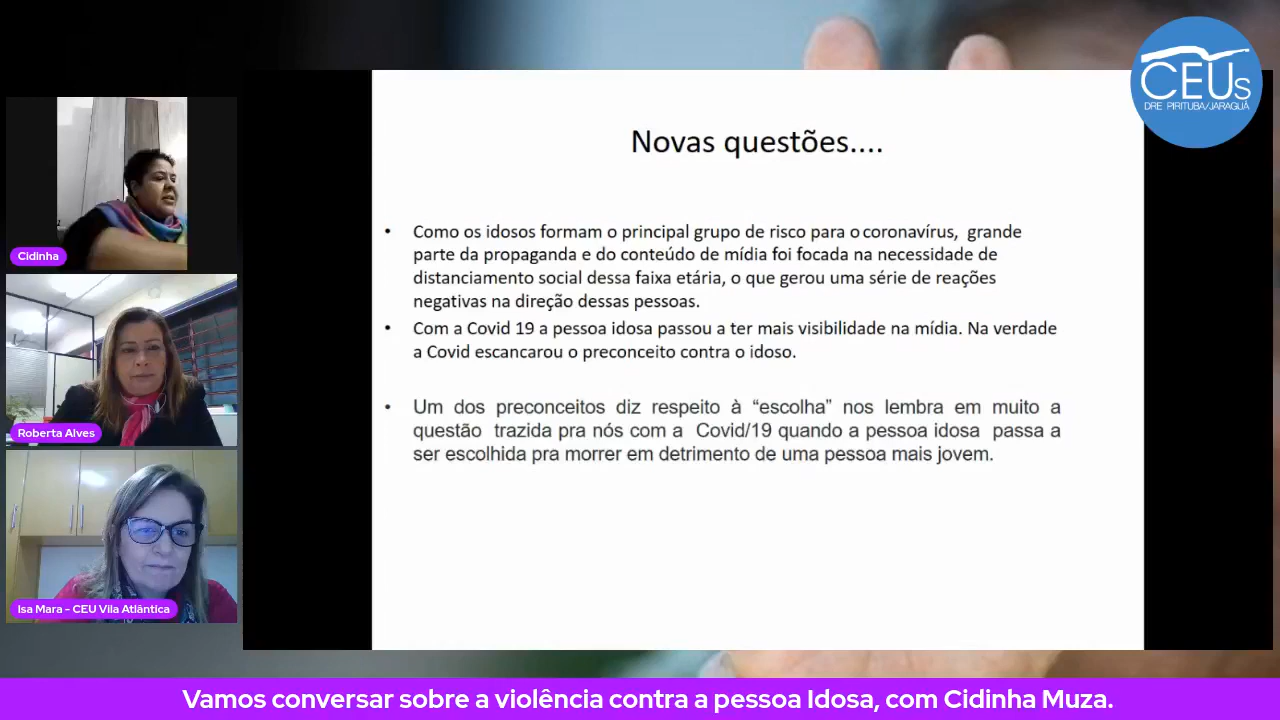 CEUs
DRE PIRITUBA/JARAGUÁ
Novas questões....
• Como os idosos formam o principal grupo de risco para o coronavírus, grande
parte da propaganda e do conteúdo de mídia foi focada na necessidade de
distanciamento social dessa faixa etária, o que gerou uma série de reações
negativas na direção dessas pessoas.
• Com a Covid 19 a pessoa idosa passou a ter mais visibilidade na mídia. Na verdade
a Covid escancarou o preconceito contra o idoso.
• Um dos preconceitos diz respeito à “escolha” nos lembra em muito a
questão trazida pra nós com a Covid/19 quando a pessoa idosa passa a
ser escolhida pra morrer em detrimento de uma pessoa mais jovem.
Cidinha
Roberta Alves
Isa Mara - CEU Vila Atlântica
Vamos conversar sobre a violência contra a pessoa Idosa, com Cidinha Muza.